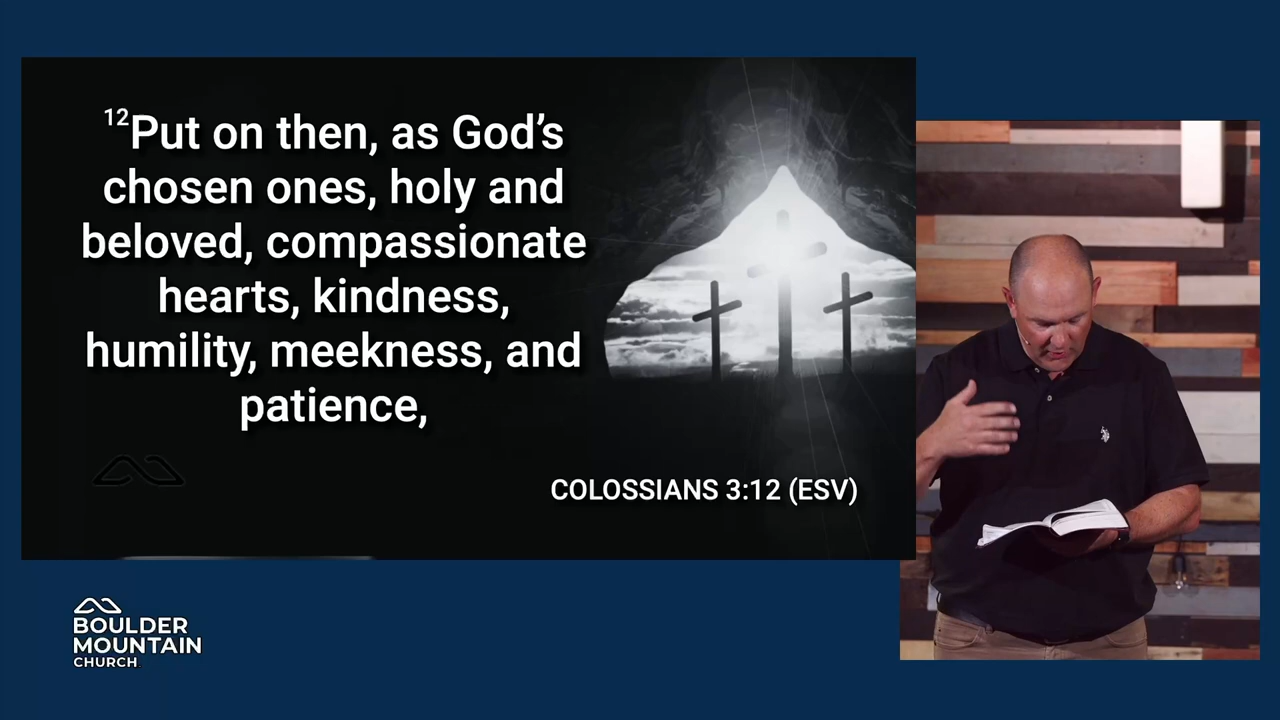 ¹²Put on then, as God’s
chosen ones, holy and
beloved, compassionate
hearts, kindness,
humility, meekness, and
patience,
COLOSSIANS 3:12 (ESV)
BOULDER
MOUNTAIN
CHURCH